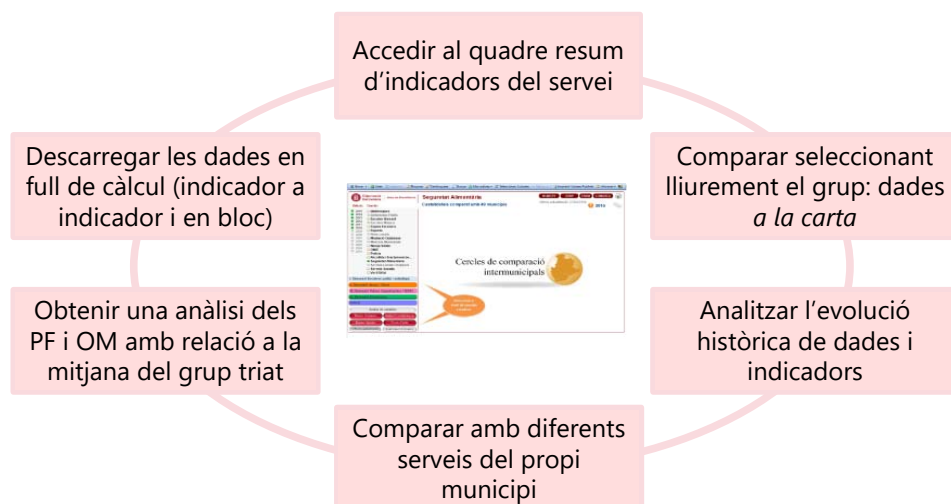 Accedir al quadre resum
d'indicadors del servei
Comparar seleccionant
lliurement el grup: dades
a la carta
Analitzar l'evolució
històrica de dades i
indicadors
Comparar amb diferents
serveis del propi
municipi
Obtenir una anàlisi dels
PF i OM amb relació a la
mitjana del grup triat
Descarregar les dades en
full de càlcul (indicador a
indicador i en bloc)
Seguretat Alimentària
Cercles de comparació
intermunicipals